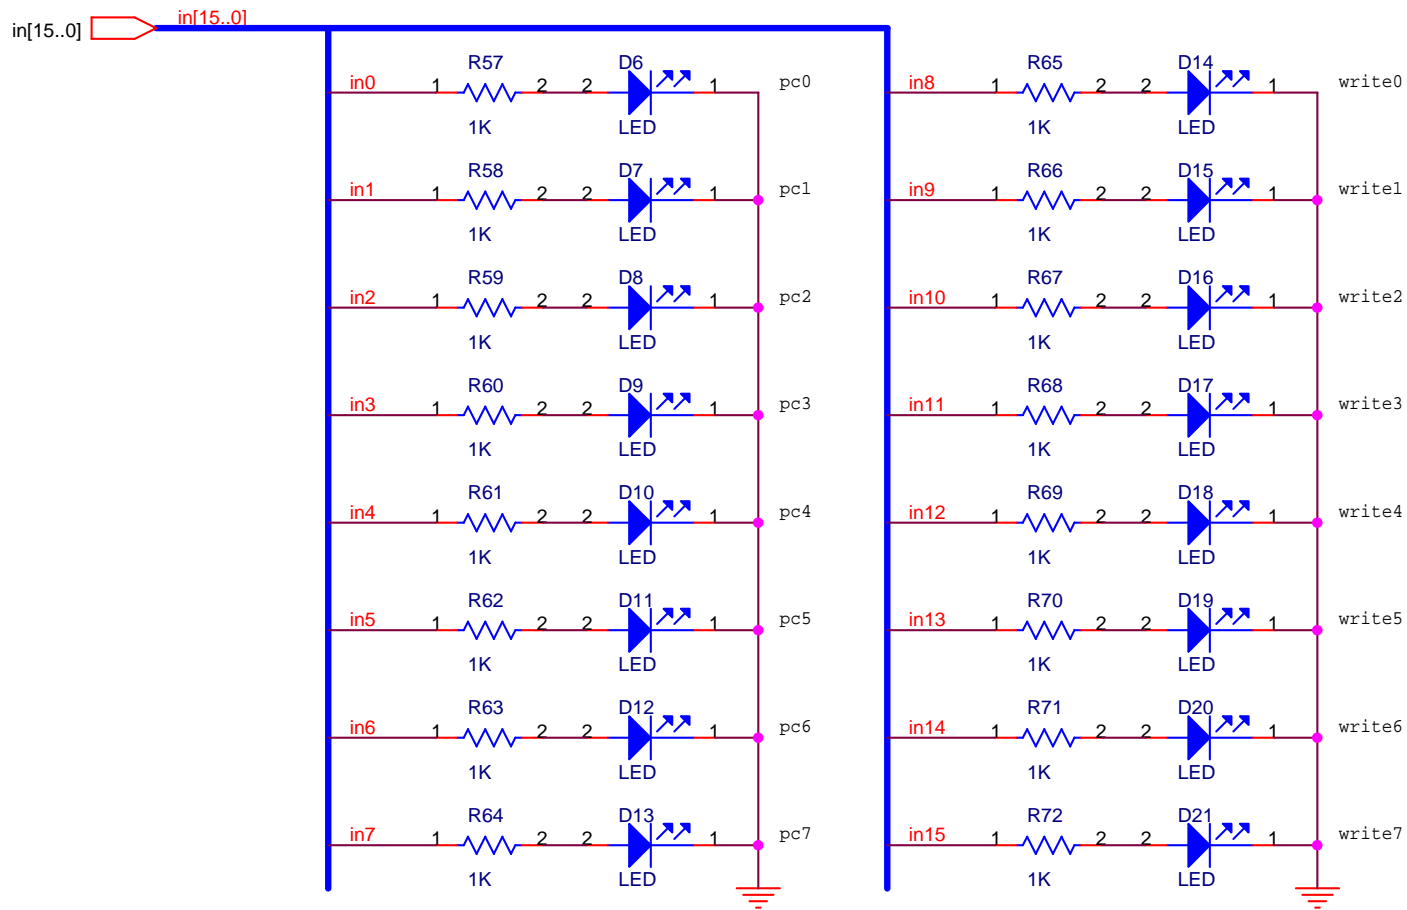 in[15..0] in[15..0]
R57 D6 R65 D14
in0 1 2 2 1 pc0 in8 1 2 2 1 write0
1K LED 1K LED
R58 D7 R66 D15
in1 1 2 2 1 pc1 in9 1 2 2 1 write1
1K LED 1K LED
R59 D8 R67 D16
in2 1 2 2 1 pc2 in10 1 2 2 1 write2
1K LED 1K LED
R60 D9 R68 D17
in3 1 2 2 1 pc3 in11 1 2 2 1 write3
1K LED 1K LED
R61 D10 R69 D18
in4 1 2 2 1 pc4 in12 1 2 2 1 write4
1K LED 1K LED
R62 D11 R70 D19
in5 1 2 2 1 pc5 in13 1 2 2 1 write5
1K LED 1K LED
R63 D12 R71 D20
in6 1 2 2 1 pc6 in14 1 2 2 1 write6
1K LED 1K LED
R64 D13 R72 D21
in7 1 2 2 1 pc7 in15 1 2 2 1 write7
1K LED 1K LED